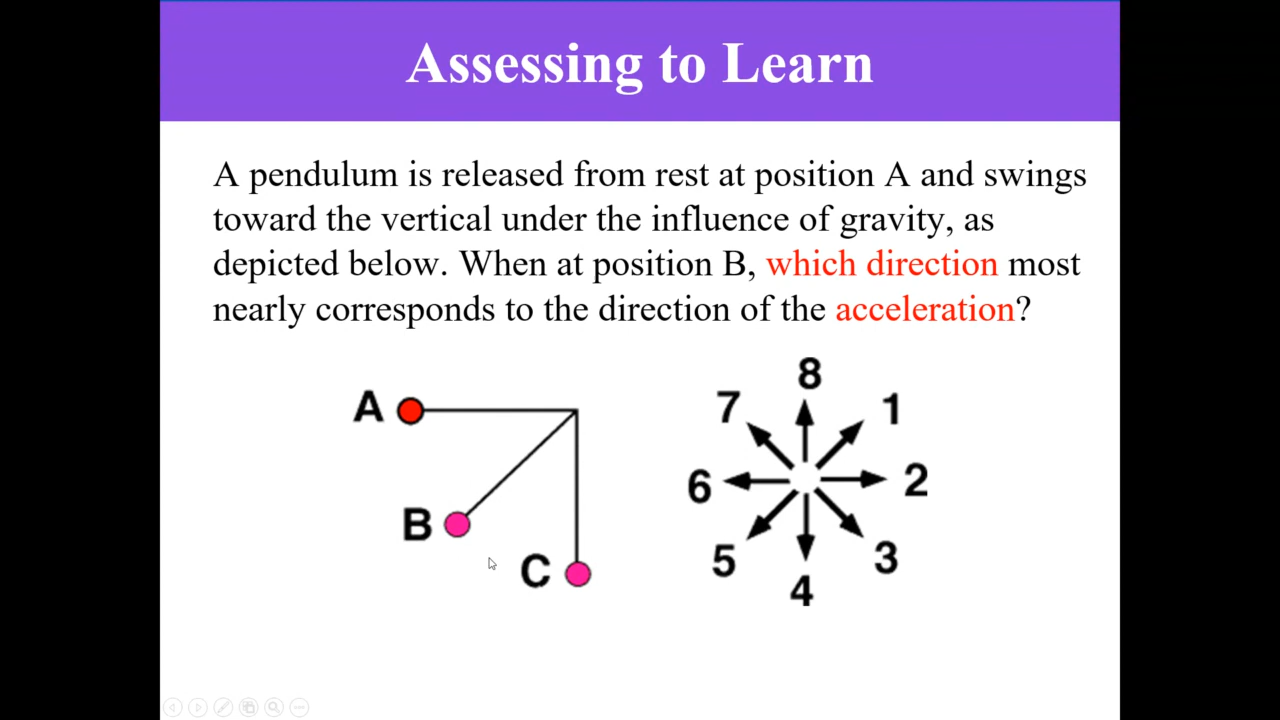 Assessing to Learn
A pendulum is released from rest at position A and swings
toward the vertical under the influence of gravity, as
depicted below. When at position B, which direction most
nearly corresponds to the direction of the acceleration?
A
B
C
8
7
1
6
2
5
3
4